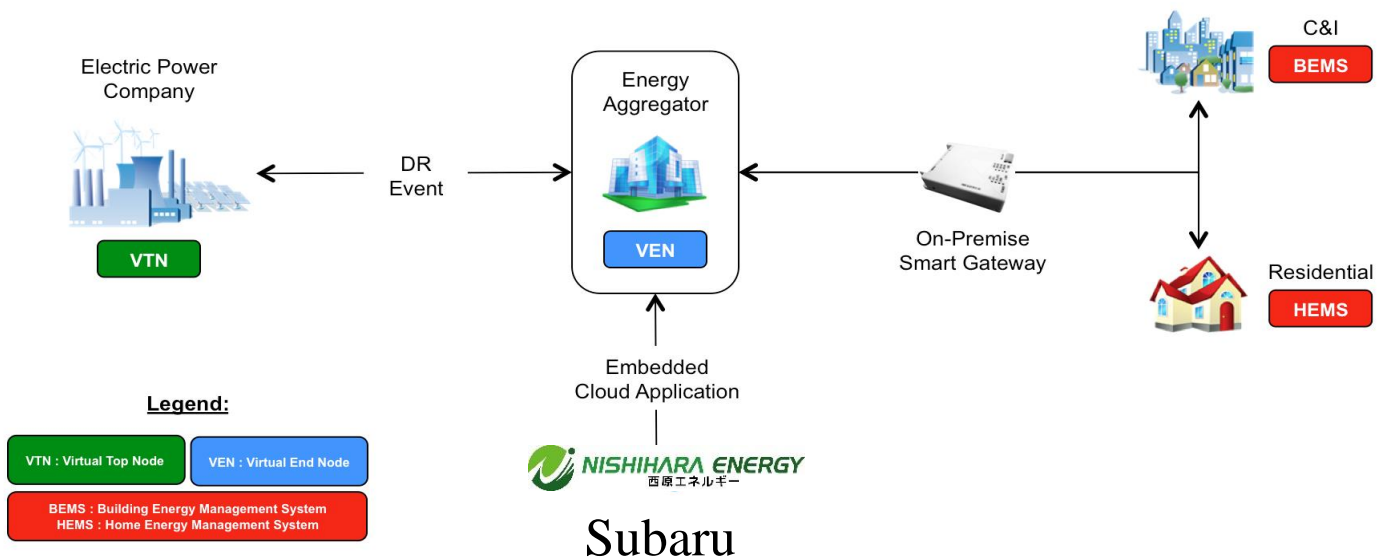 Electric Power
Company
VTN
DR
Event
Energy
Aggregator
VEN
On-Premise
Smart Gateway
C&I
BEMS
Residential
HEMS
Embedded
Cloud Application
NISHIHARA ENERGY
西原エネルギー
Subaru
Legend:
VTN : Virtual Top Node
VEN : Virtual End Node
BEMS : Building Energy Management System
HEMS : Home Energy Management System